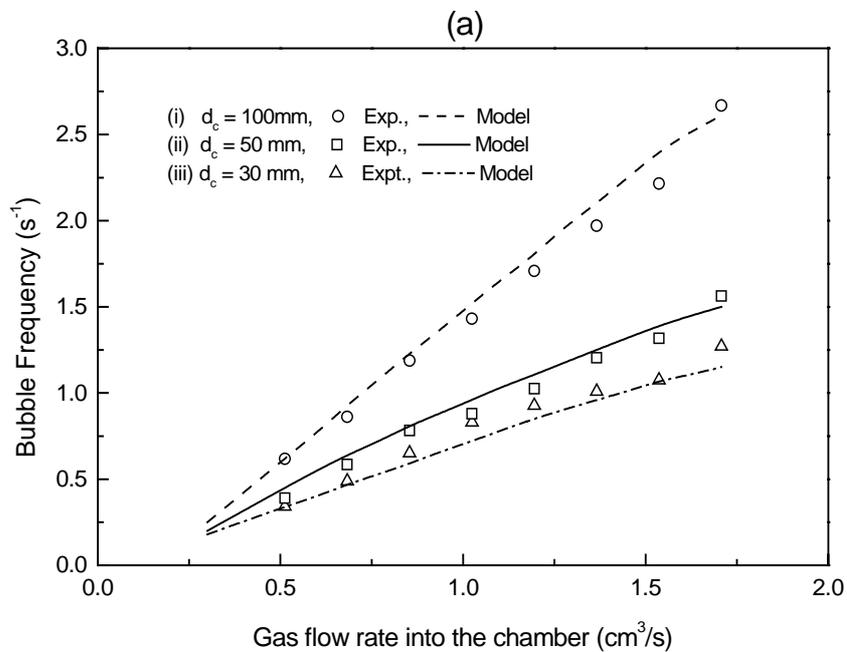 (a)
3.0
2.5
2.0
1.5
1.0
0.5
0.0
Bubble Frequency (s⁻¹)
(i) d_c = 100mm, Exp., Model
(ii) d_c = 50 mm, Exp., Model
(iii) d_c = 30 mm, Expt., Model
0.0 0.5 1.0 1.5 2.0
Gas flow rate into the chamber (cm³/s)